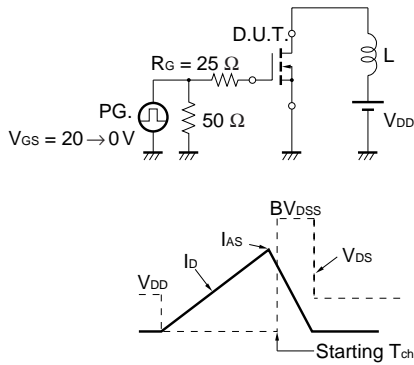 D.U.T.
RG = 25 Ω
L
PG.
50 Ω
VDD
VGS = 20 → 0 V
BVDSS
IAS
ID
VDS
VDD
Starting Tch